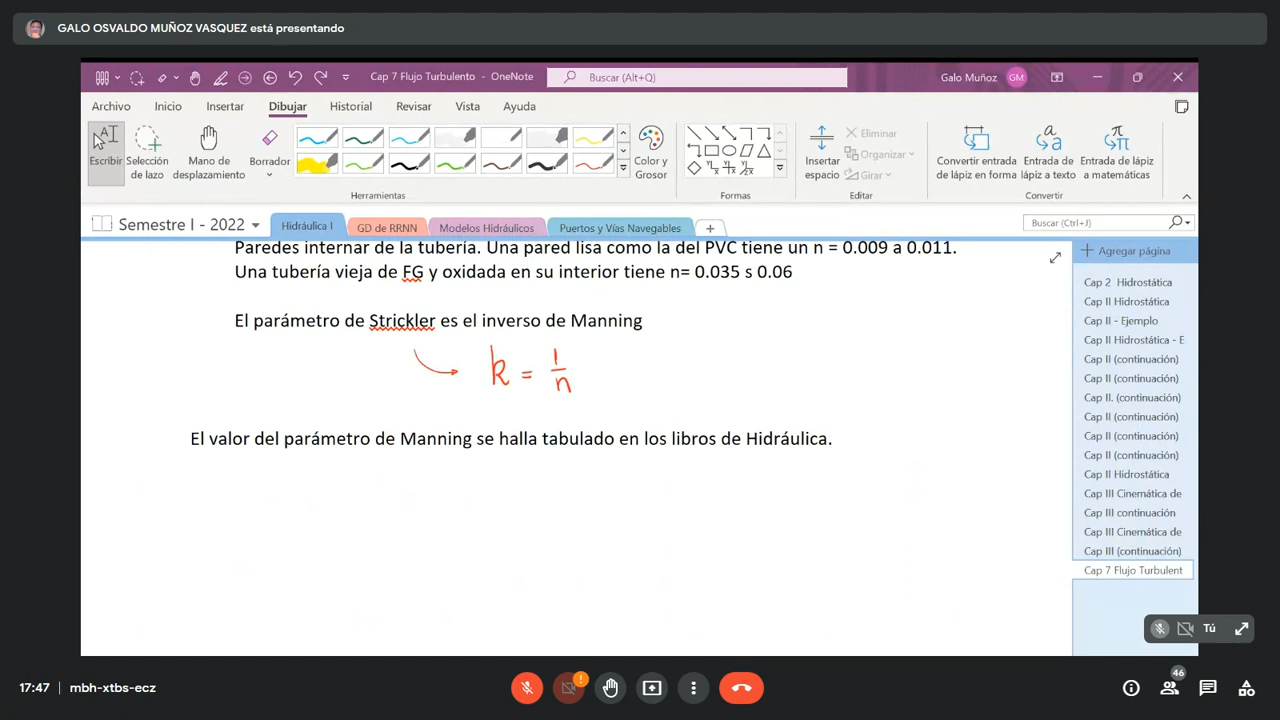 GALO OSVALDO MUÑOZ VASQUEZ está presentando
Cap 7 Flujo Turbulento - OneNote
Buscar (Alt+Q)
Galo Muñoz
GM
Archivo Inicio Insertar Dibujar Historial Revisar Vista Ayuda
Escribir
Selección de lazo
Mano de desplazamiento
Borrador
Color y Grosor
Insertar espacio
Eliminar
Organizar
Girar
Convertir entrada de lápiz en forma
Entrada de lápiz a texto
Entrada de lápiz a matemáticas
Herramientas
Formas
Editar
Convertir
Semestre I - 2022
Hidráulica I
GD de RRNN
Modelos Hidráulicos
Puertos y Vías Navegables
Buscar (Ctrl+J)
Paredes internar de la tubería. Una pared lisa como la del PVC tiene un n = 0.009 a 0.011.
Una tubería vieja de FG y oxidada en su interior tiene n= 0.035 s 0.06
El parámetro de Strickler es el inverso de Manning
k = 1/n
El valor del parámetro de Manning se halla tabulado en los libros de Hidráulica.
Agregar página
Cap 2 Hidrostática
Cap II Hidrostática
Cap II - Ejemplo
Cap II Hidrostática - E
Cap II (continuación)
Cap II (continuación)
Cap II. (continuación)
Cap II (continuación)
Cap II (continuación)
Cap II (continuación)
Cap II Hidrostática
Cap III Cinemática de
Cap III continuación
Cap III Cinemática de
Cap III (continuación)
Cap 7 Flujo Turbulent
Tú
17:47 | mbh-xtbs-ecz
46